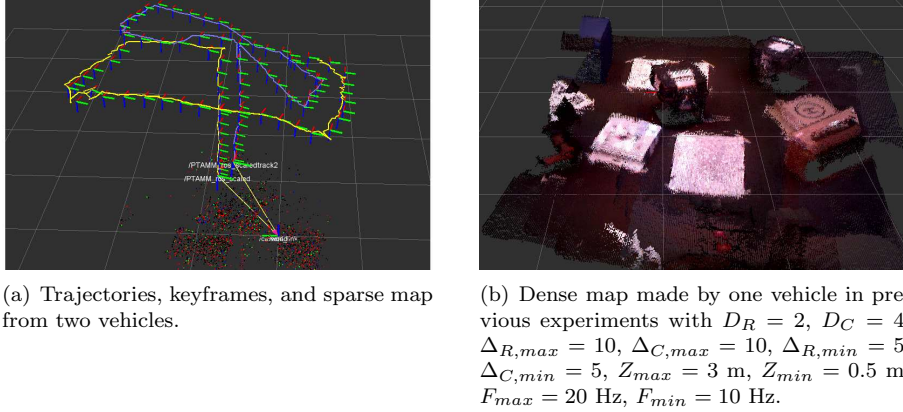 /PTAMM_ros_scaledtrack2
/PTAMM_ros_scaled
(a) Trajectories, keyframes, and sparse map
from two vehicles.
(b) Dense map made by one vehicle in pre
vious experiments with D_R = 2, D_C = 4
Δ_{R,max} = 10, Δ_{C,max} = 10, Δ_{R,min} = 5
Δ_{C,min} = 5, Z_{max} = 3 m, Z_{min} = 0.5 m
F_{max} = 20 Hz, F_{min} = 10 Hz.